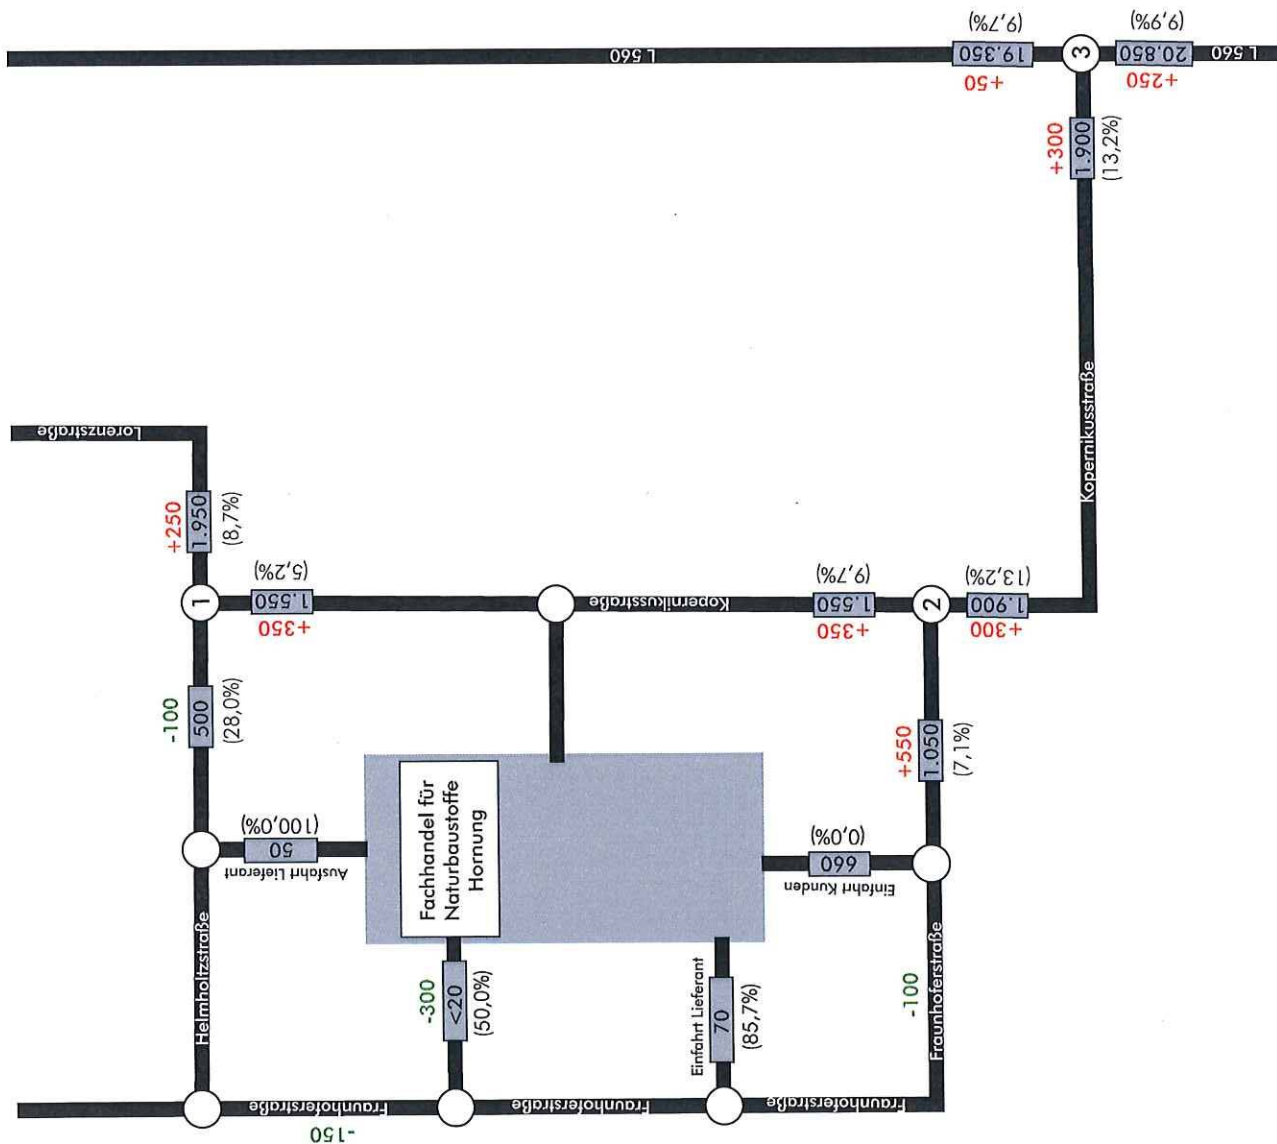 L 560
(9,7%)
19.350
+50
3
(9,9%)
20.850
+250
L 560
+300
1.900
(13,2%)
Lorenzstraße
+250
1.950
(8,7%)
1
(5,2%)
1.550
+350
Kopernikusstraße
(9,7%)
1.550
+350
2
(13,2%)
1.900
+300
Kopernikusstraße
-100
500
(28,0%)
+550
1.050
(7,1%)
(100,0%)
50
Ausfahrt Lieferant
Fachhandel für
Naturbaustoffe
Hornung
(0,0%)
660
Einfahrt Kunden
Helmholtzstraße
-300
<20
(50,0%)
Einfahrt Lieferant
70
(85,7%)
-100
Fraunhoferstraße
Fraunhoferstraße
-150
Fraunhoferstraße
Fraunhoferstraße